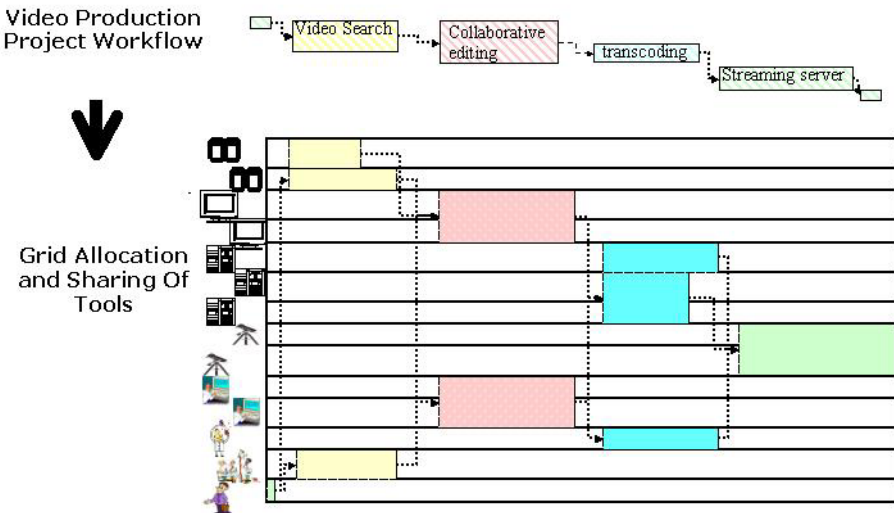 Video Production
Project Workflow
Video Search
Collaborative
editing
transcoding
Streaming server
Grid Allocation
and Sharing Of
Tools